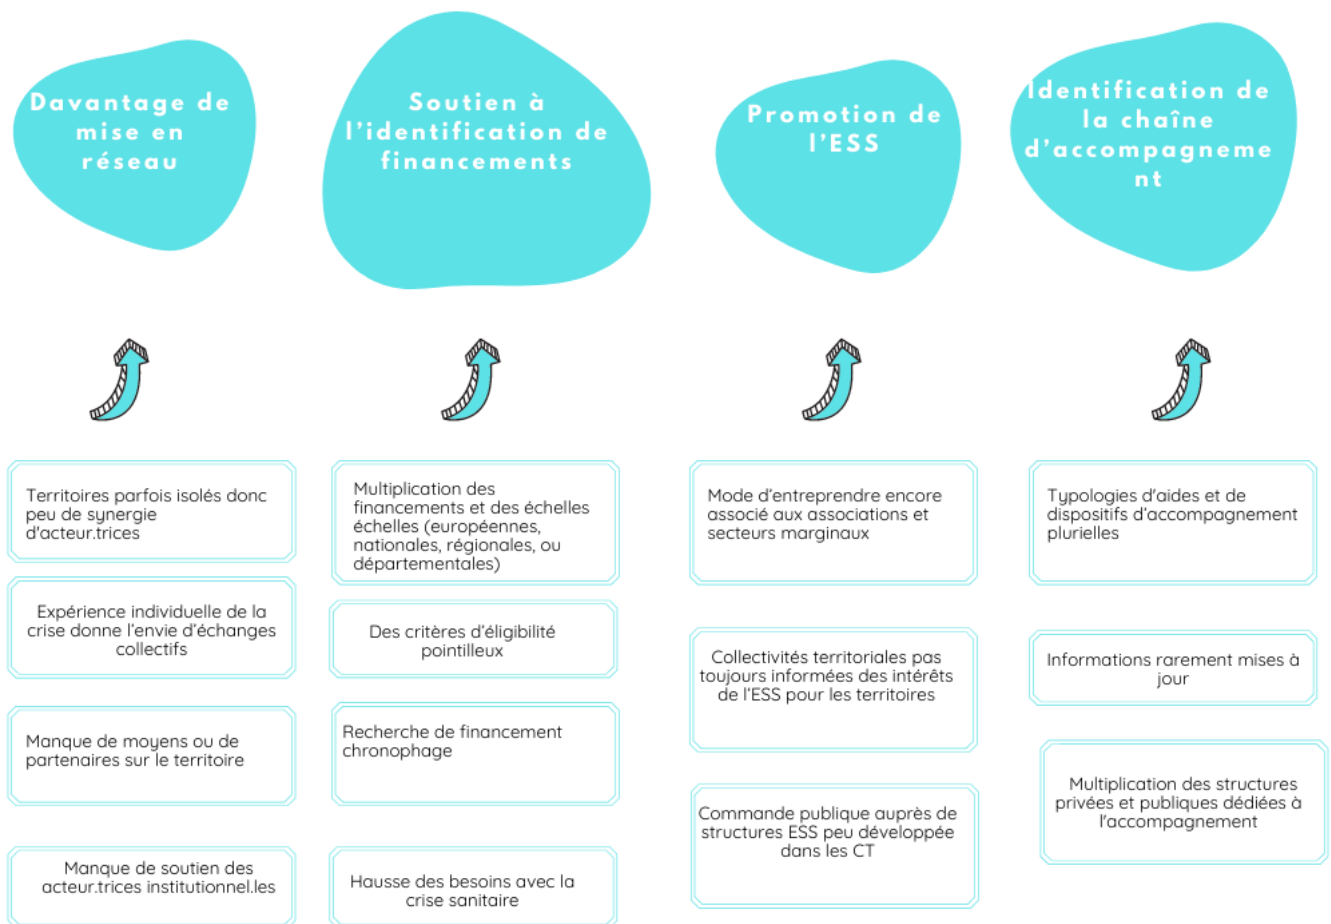 Davantage de
mise en
réseau
Soutien à
l'identification de
financements
Promotion de
l'ESS
Identification de
la chaîne
d'accompagneme
nt
Territoires parfois isolés donc
peu de synergie
d'acteur.trices
Expérience individuelle de la
crise donne l'envie d'échanges
collectifs
Manque de moyens ou de
partenaires sur le territoire
Manque de soutien des
acteur.trices institutionnel.les
Multiplication des
financements et des échelles
échelles (européennes,
nationales, régionales, ou
départementales)
Des critères d'éligibilité
pointilleux
Recherche de financement
chronophage
Hausse des besoins avec la
crise sanitaire
Mode d'entreprendre encore
associé aux associations et
secteurs marginaux
Collectivités territoriales pas
toujours informées des intérêts
de l'ESS pour les territoires
Commande publique auprès de
structures ESS peu développée
dans les CT
Typologies d'aides et de
dispositifs d'accompagnement
plurielles
Informations rarement mises à
jour
Multiplication des structures
privées et publiques dédiées à
l'accompagnement